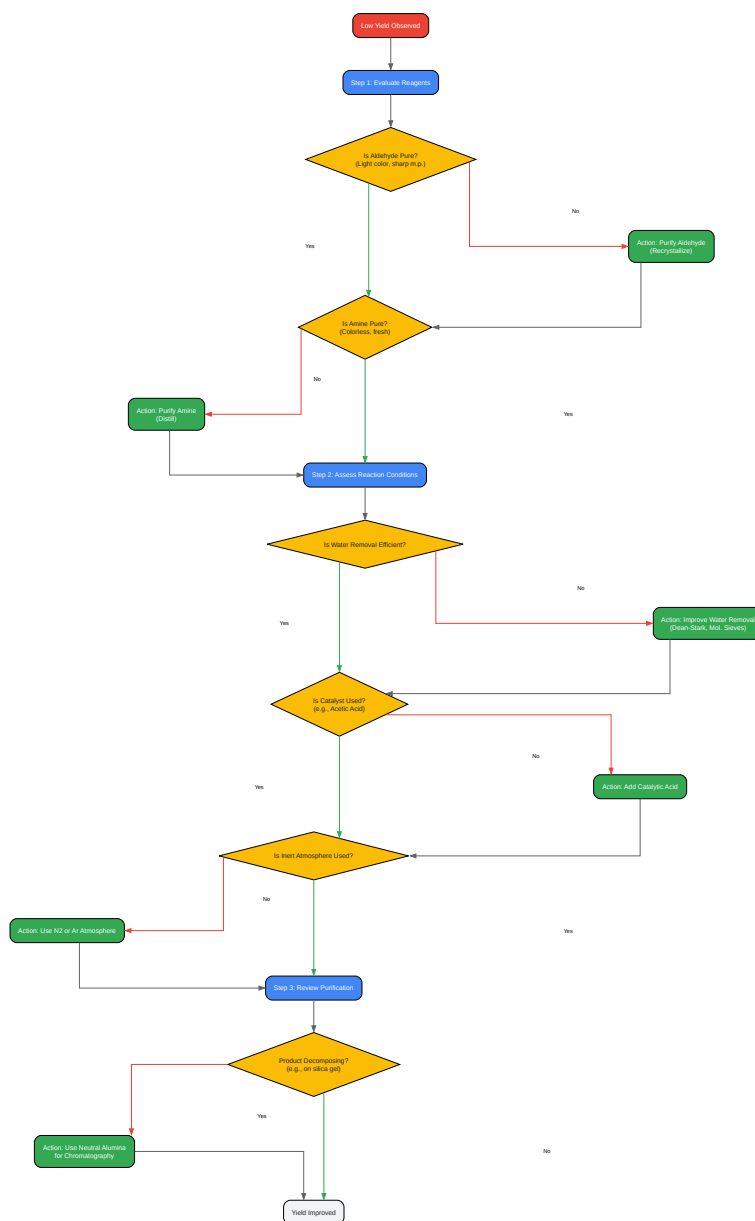 Low Yield Observed
Step 1: Evaluate Reagents
Is Aldehyde Pure?
(Light color, sharp m.p.)
No
Yes
Action: Purify Aldehyde
(Recrystallize)
Is Amine Pure?
(Colorless, fresh)
No
Action: Purify Amine
(Distill)
Yes
Step 2: Assess Reaction Conditions
Is Water Removal Efficient?
No
Yes
Action: Improve Water Removal
(Dean-Stark, Mol. Sieves)
Is Catalyst Used?
(e.g., Acetic Acid)
No
Yes
Action: Add Catalytic Acid
Is Inert Atmosphere Used?
No
Action: Use N2 or Ar Atmosphere
Yes
Step 3: Review Purification
Product Decomposing?
(e.g., on silica gel)
Yes
Action: Use Neutral Alumina
for Chromatography
No
Yield Improved